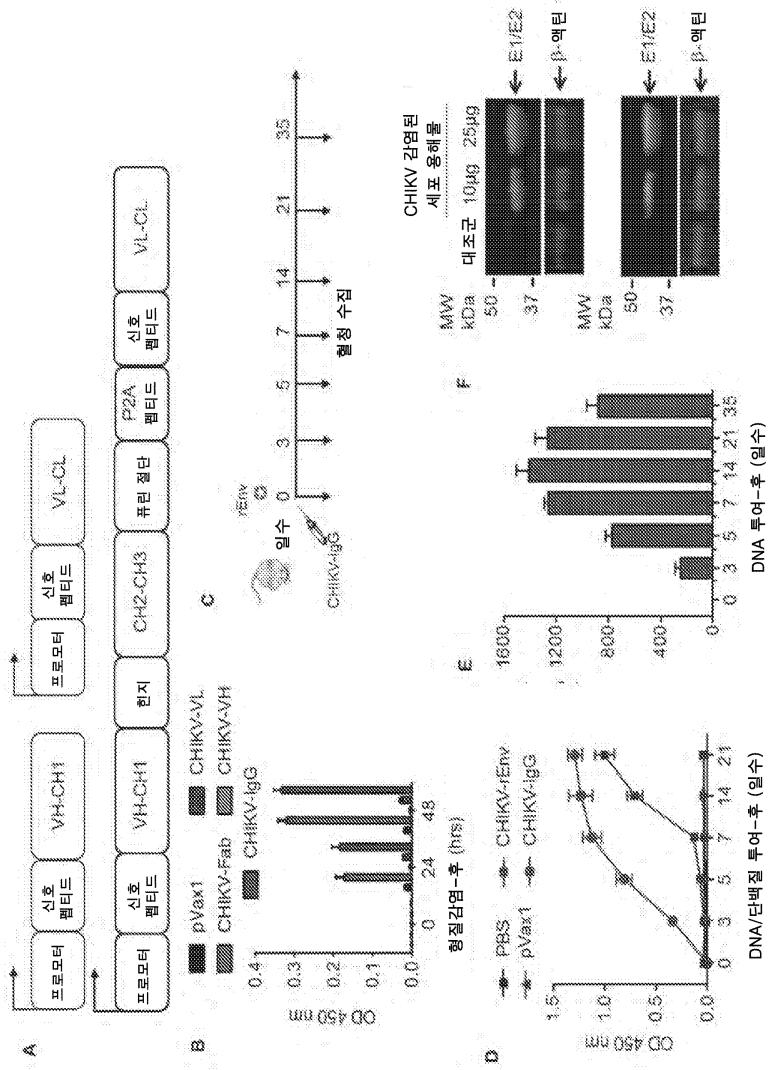 A
프로모터
신호
펩티드
VH-CH1
프로모터
신호
펩티드
VL-CL
프로모터
신호
펩티드
VH-CH1
힌지
CH2-CH3
퓨린 절단
P2A
펩티드
신호
펩티드
VL-CL
B
pVax1
CHIKV-VL
CHIKV-Fab
CHIKV-VH
CHIKV-IgG
OD 450 nm
0.4
0.3
0.2
0.1
0.0
0
24
48
형질감염-후 (hrs)
C
rEnv
일수
CHIKV-IgG
0
3
5
7
14
21
35
혈청 수집
D
PBS
CHIKV-rEnv
pVax1
CHIKV-IgG
OD 450 nm
1.5
1.0
0.5
0.0
0
3
5
7
14
21
DNA/단백질 투여-후 (일수)
E
1600
1200
800
400
0
0
3
5
7
14
21
35
DNA 투여-후 (일수)
F
CHIKV 감염된
세포 용해물
MW
kDa
대조군
10µg
25µg
50
37
E1/E2
β-액틴
MW
kDa
50
37
E1/E2
β-액틴